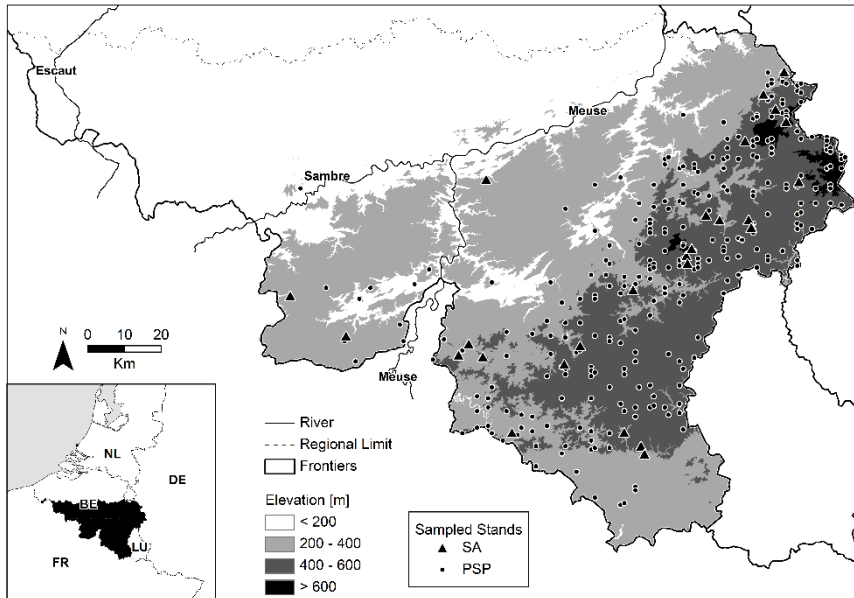 Escaut
Meuse
Sambre
N
0 10 20
Km
Meuse
River
Regional Limit
Frontiers
Elevation [m]
< 200
200 - 400
400 - 600
> 600
Sampled Stands
SA
PSP
NL
DE
BE
LU
FR